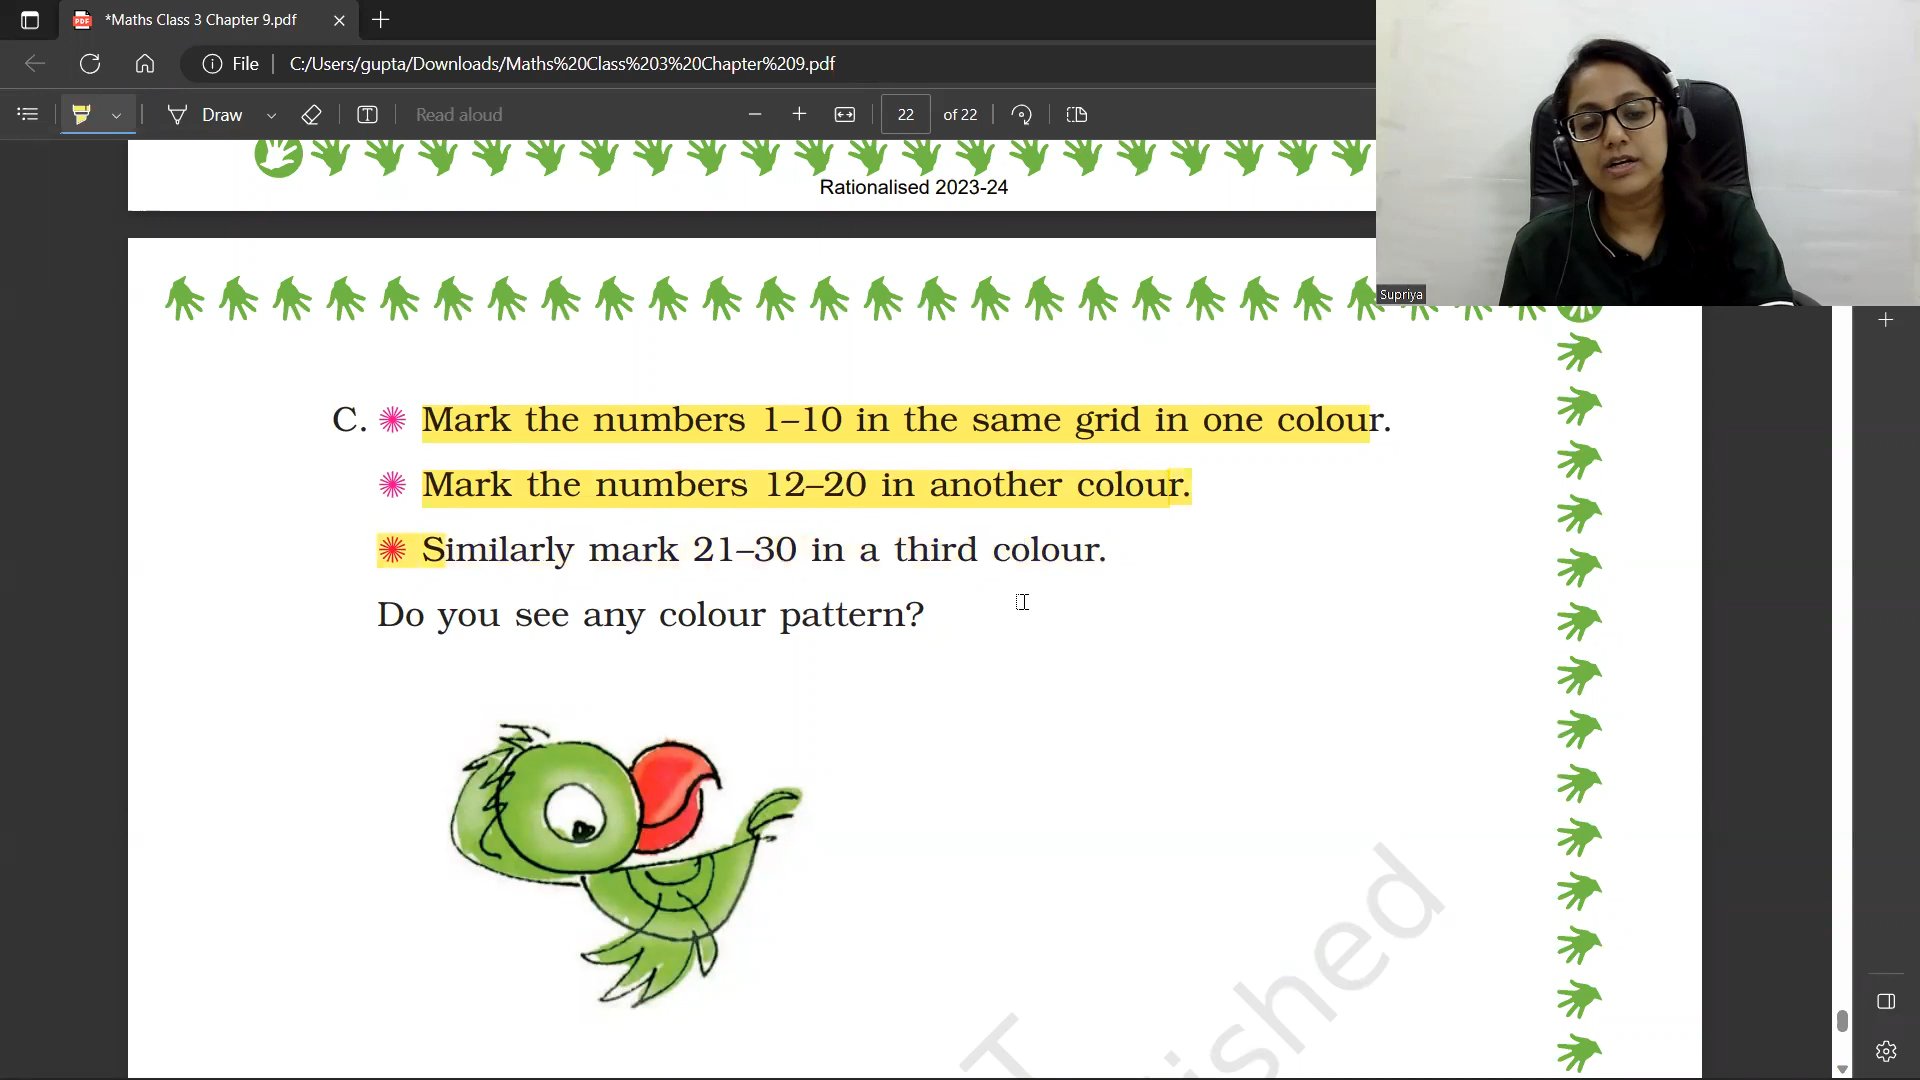 *Maths Class 3 Chapter 9.pdf
File
C:/Users/gupta/Downloads/Maths%20Class%203%20Chapter%209.pdf
Draw
Read aloud
22
of 22
Supriya
Rationalised 2023-24
C. Mark the numbers 1–10 in the same grid in one colour.
Mark the numbers 12–20 in another colour.
Similarly mark 21–30 in a third colour.
Do you see any colour pattern?